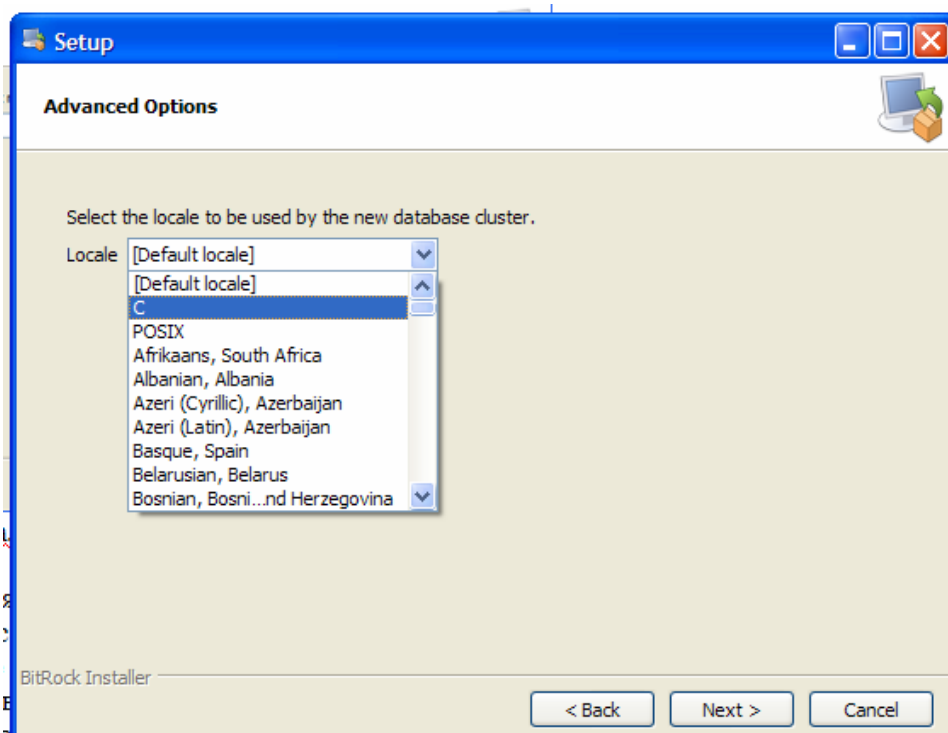 Setup
Advanced Options
Select the locale to be used by the new database cluster.
Locale [Default locale]
[Default locale]
C
POSIX
Afrikaans, South Africa
Albanian, Albania
Azeri (Cyrillic), Azerbaijan
Azeri (Latin), Azerbaijan
Basque, Spain
Belarusian, Belarus
Bosnian, Bosni...nd Herzegovina
BitRock Installer
< Back Next > Cancel